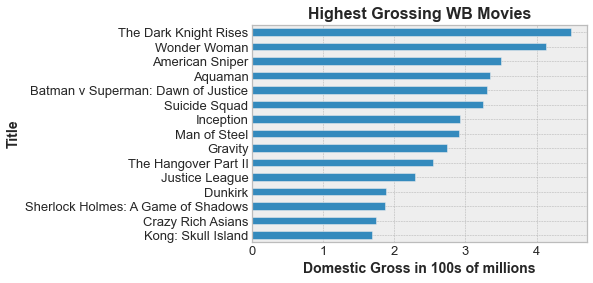 Highest Grossing WB Movies
Title
The Dark Knight Rises
Wonder Woman
American Sniper
Aquaman
Batman v Superman: Dawn of Justice
Suicide Squad
Inception
Man of Steel
Gravity
The Hangover Part II
Justice League
Dunkirk
Sherlock Holmes: A Game of Shadows
Crazy Rich Asians
Kong: Skull Island
0 1 2 3 4
Domestic Gross in 100s of millions